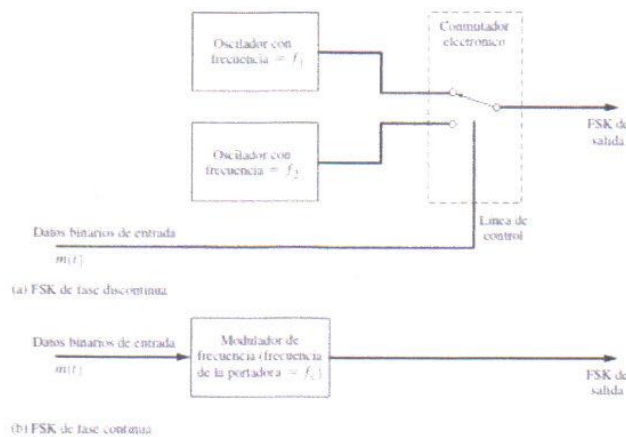 Oscilador con
frecuencia = f₁
Conmutador
electrónico
Oscilador con
frecuencia = f₂
FSK de
salida
Línea de
control
Datos binarios de entrada
m(t)
(a) FSK de fase discontinua
Datos binarios de entrada
m(t)
Modulador de
frecuencia (frecuencia
de la portadora = f_c)
FSK de
salida
(b) FSK de fase continua